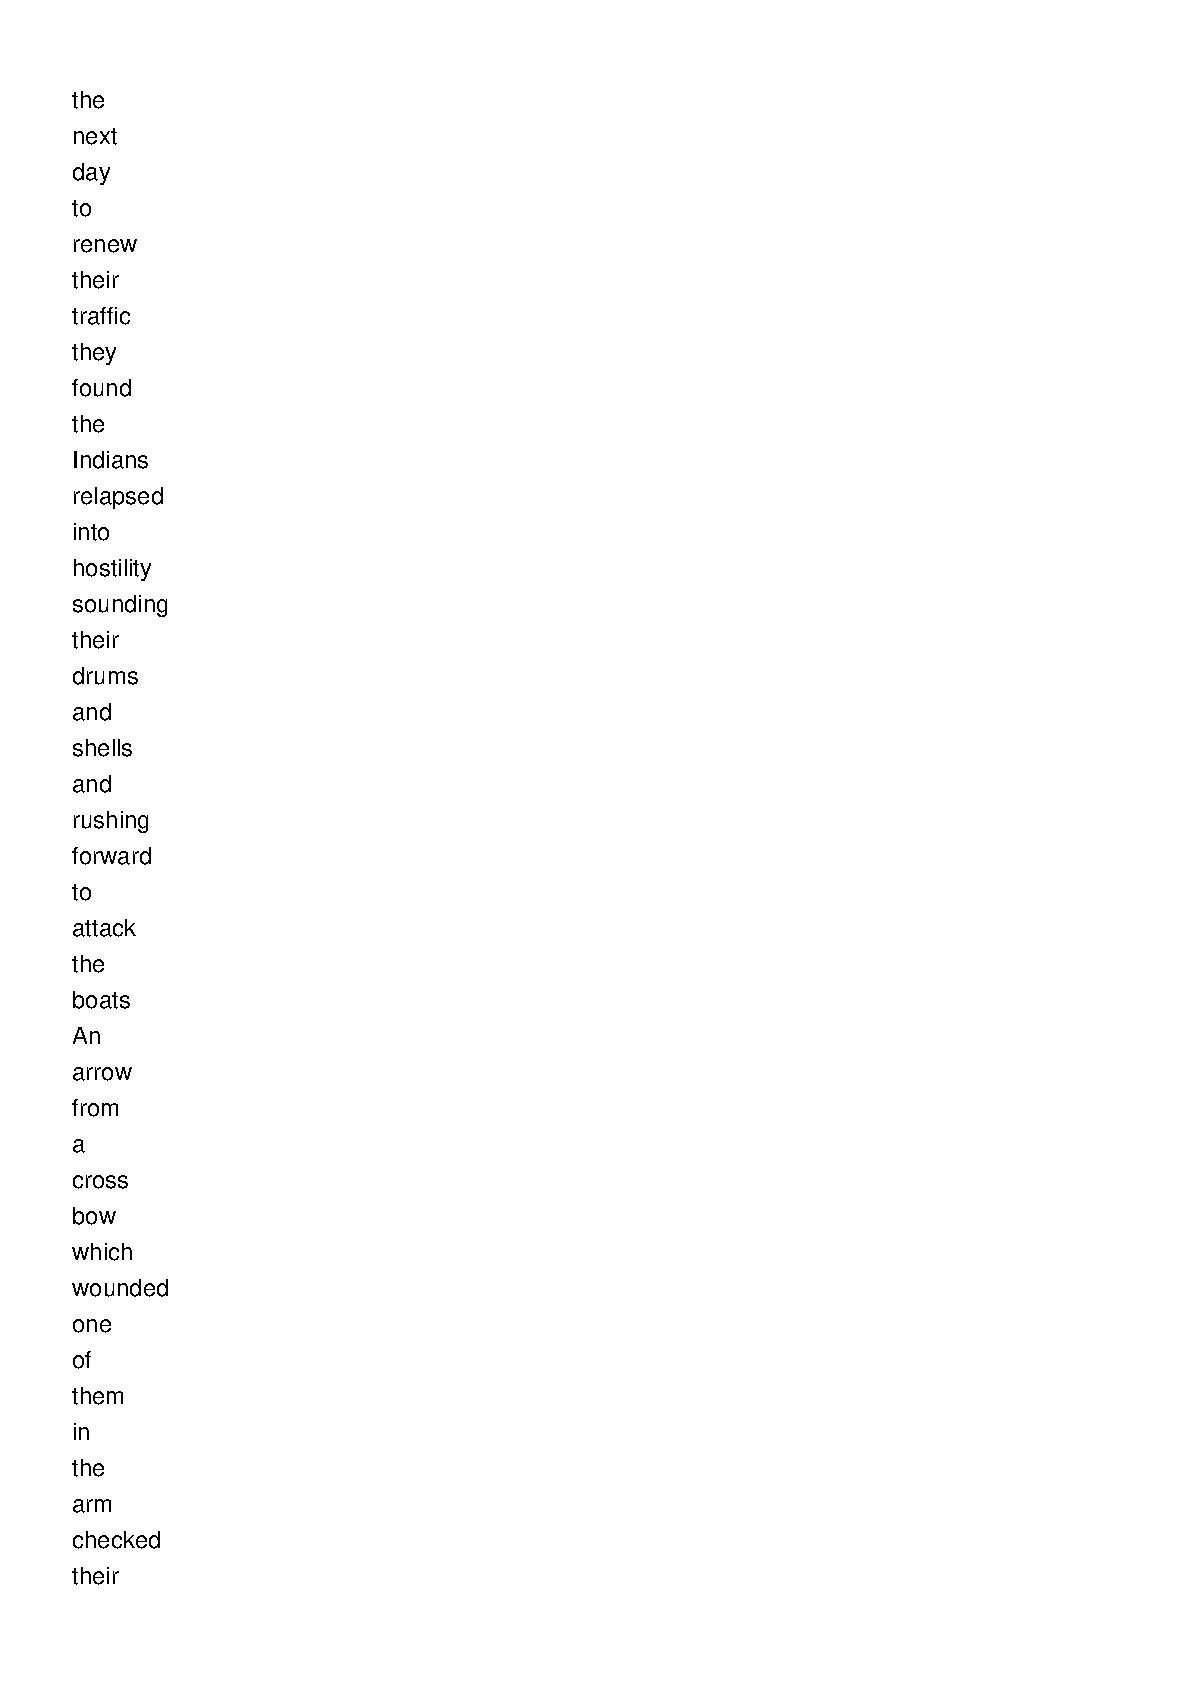 the
next
day
to
renew
their
traffic
they
found
the
Indians
relapsed
into
hostility
sounding
their
drums
and
shells
and
rushing
forward
to
attack
the
boats
An
arrow
from
a
cross
bow
which
wounded
one
of
them
in
the
arm
checked
their